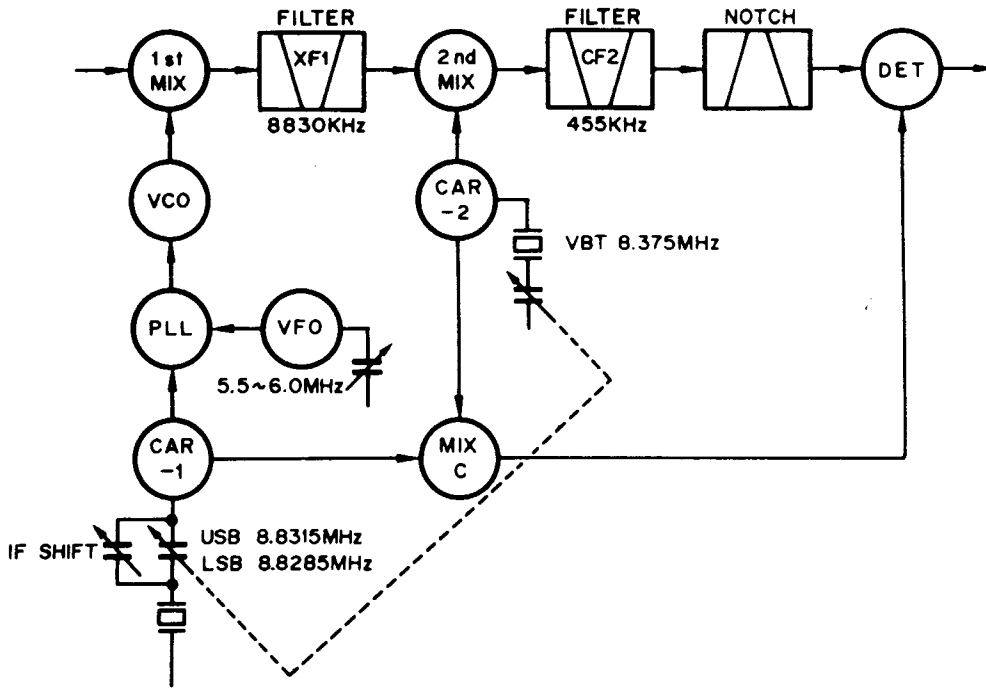 FILTER
FILTER
NOTCH
1st
MIX
XF1
2nd
MIX
CF2
DET
8830KHz
455KHz
VCO
CAR
-2
VBT 8.375MHz
PLL
VFO
5.5~6.0MHz
CAR
-1
MIX
C
IF SHIFT
USB 8.8315MHz
LSB 8.8285MHz